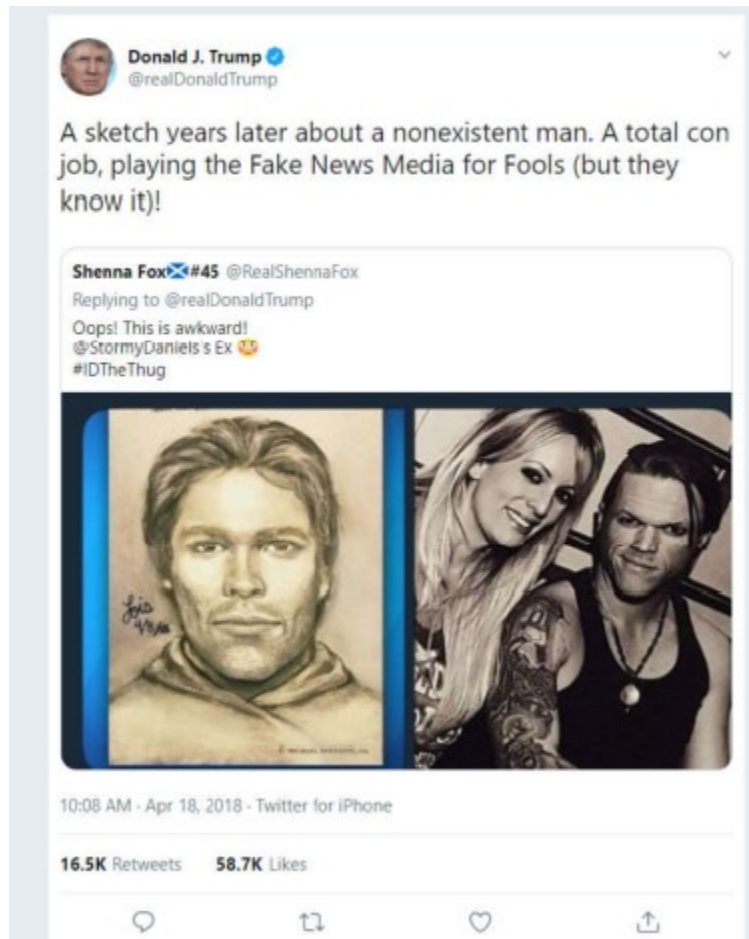 Donald J. Trump
@realDonaldTrump
A sketch years later about a nonexistent man. A total con
job, playing the Fake News Media for Fools (but they
know it)!
Shenna Fox🏴󠁧󠁢󠁳󠁣󠁴󠁿#45 @RealShennaFox
Replying to @realDonaldTrump
Oops! This is awkward!
@StormyDaniels's Ex 😳
#IDTheThug
Lois
10:08 AM · Apr 18, 2018 · Twitter for iPhone
16.5K Retweets 58.7K Likes